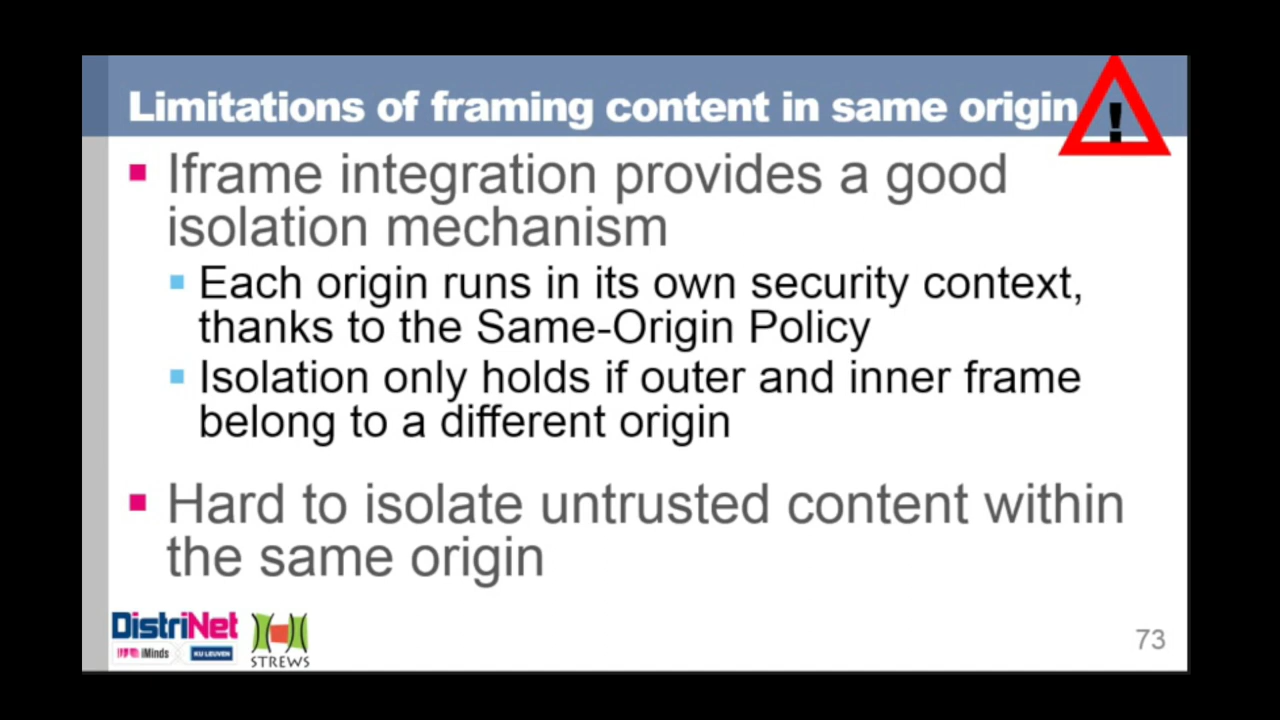 Limitations of framing content in same origin
!
Iframe integration provides a good
isolation mechanism
Each origin runs in its own security context,
thanks to the Same-Origin Policy
Isolation only holds if outer and inner frame
belong to a different origin
Hard to isolate untrusted content within
the same origin
DistriNet
iMinds
KU LEUVEN
STREWS
73